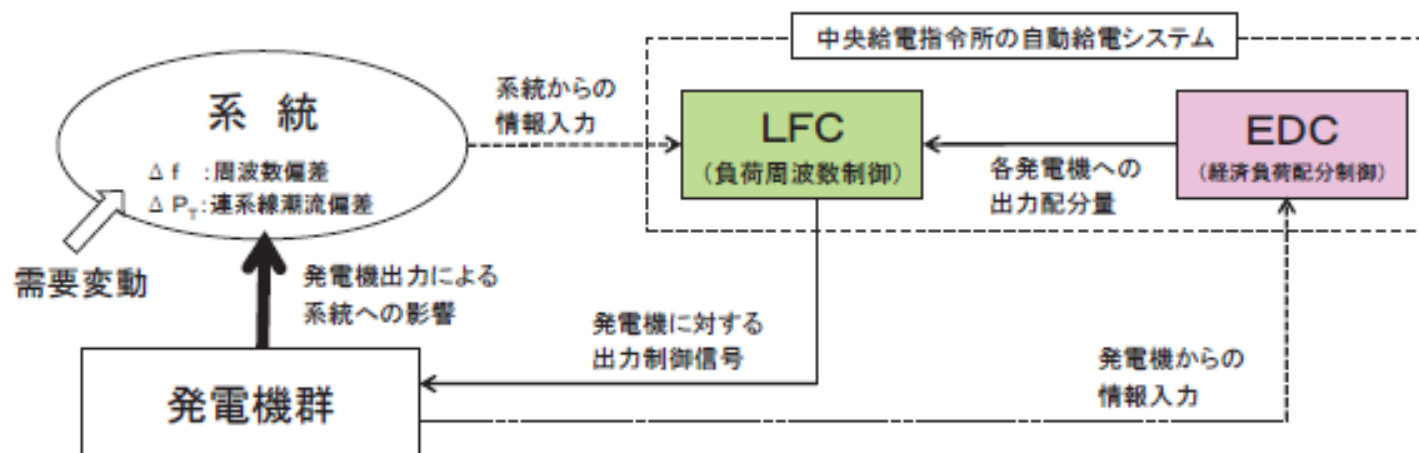 中央給電指令所の自動給電システム
系統からの
情報入力
系 統
Δf :周波数偏差
ΔP_T:連系線潮流偏差
LFC
(負荷周波数制御)
EDC
(経済負荷配分制御)
各発電機への
出力配分量
需要変動
発電機出力による
系統への影響
発電機に対する
出力制御信号
発電機からの
情報入力
発電機群